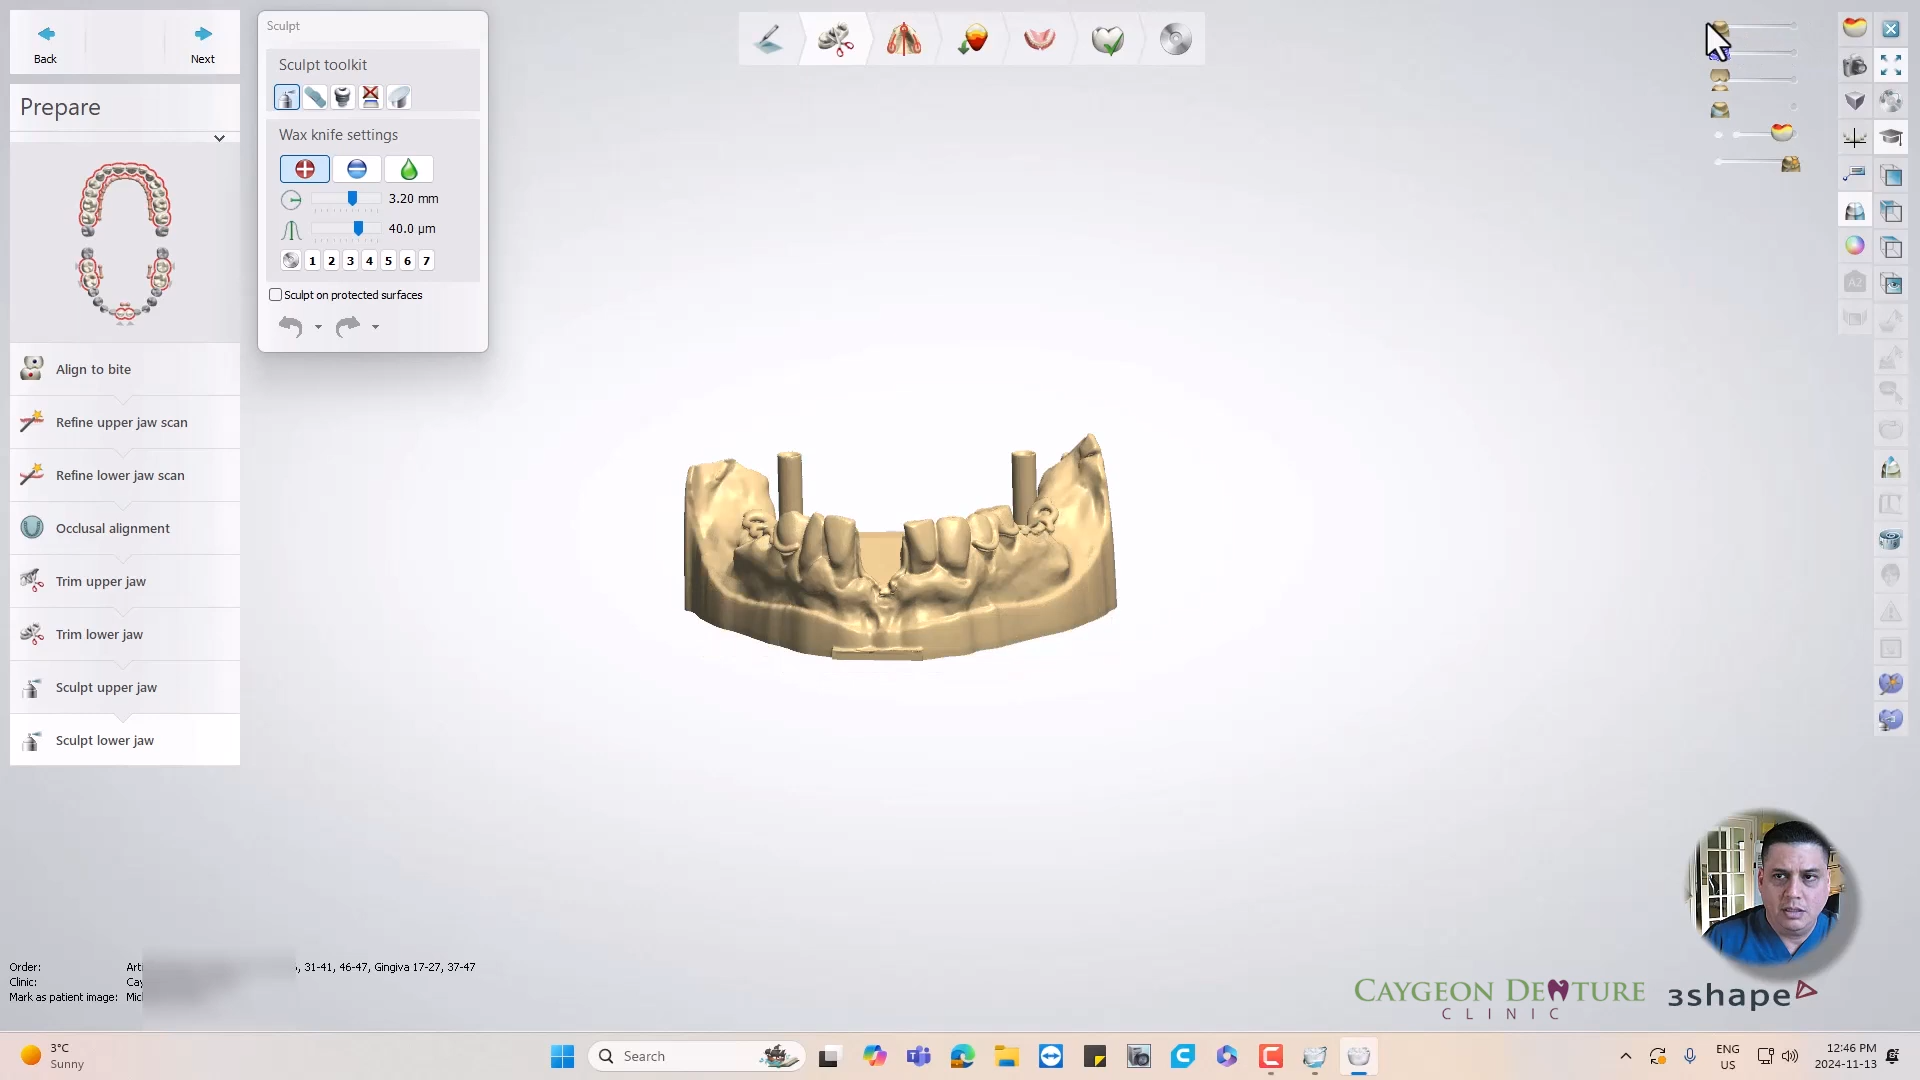 Back
Next
Prepare
Align to bite
Refine upper jaw scan
Refine lower jaw scan
Occlusal alignment
Trim upper jaw
Trim lower jaw
Sculpt upper jaw
Sculpt lower jaw
Sculpt
Sculpt toolkit
Wax knife settings
3.20 mm
40.0 µm
1 2 3 4 5 6 7
Sculpt on protected surfaces
A2
Order: Arti , 31-41, 46-47, Gingiva 17-27, 37-47
Clinic: Cay
Mark as patient image: Mic
CAYGEON DENTURE
CLINIC
3shape
3°C
Sunny
Search
ENG
US
12:46 PM
2024-11-13